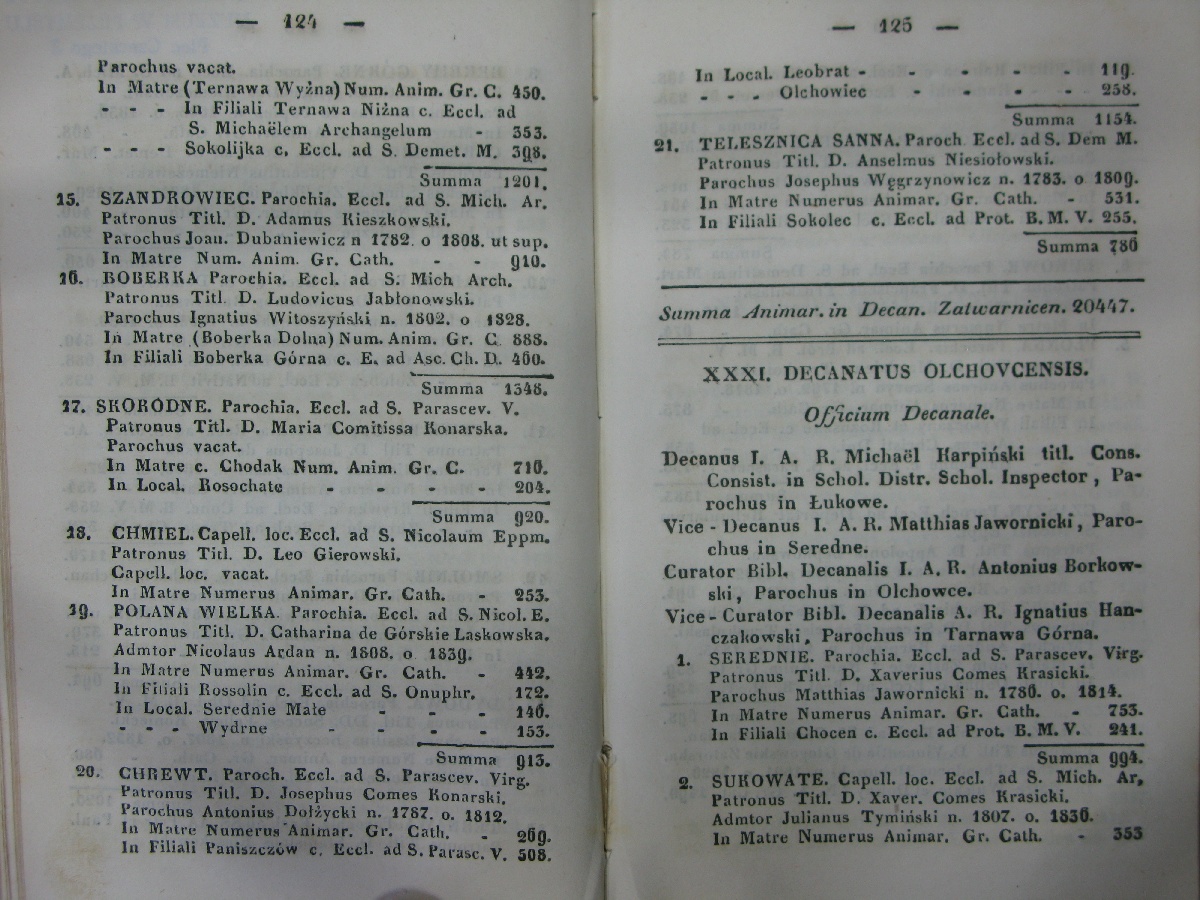 — 124 —
Parochus vacat.
In Matre (Ternawa Wyżna) Num. Anim. Gr. C. 450.
- - - In Filiali Ternawa Niżna c. Eccl. ad
S. Michaëlem Archangelum - 353.
- - - Sokolijka c. Eccl. ad S. Demet. M. 398.
Summa 1201.
15. SZANDROWIEC. Parochia. Eccl. ad S. Mich. Ar.
Patronus Titl. D. Adamus Kieszkowski.
Parochus Joan. Dubaniewicz n 1782. o 1808. ut sup.
In Matre Num. Anim. Gr. Cath. - - 910.
16. BOBERKA Parochia. Eccl. ad S. Mich Arch.
Patronus Titl. D. Ludovicus Jabłonowski.
Parochus Ignatius Witoszyński n. 1802. o 1828.
In Matre (Boberka Dolna) Num. Anim. Gr. C. 888.
In Filiali Boberka Górna c. E. ad Asc. Ch. D. 460.
Summa 1348.
17. SKORODNE. Parochia. Eccl. ad S. Parascev. V.
Patronus Titl. D. Maria Comitissa Konarska.
Parochus vacat.
In Matre c. Chodak Num. Anim. Gr. C. 716.
In Local. Rosochate - - - - 204.
Summa 920.
18. CHMIEL. Capell. loc. Eccl. ad S. Nicolaum Eppm.
Patronus Titl. D. Leo Gierowski.
Capell. loc. vacat.
In Matre Numerus Animar. Gr. Cath. - 253.
19. POLANA WIELKA. Parochia. Eccl. ad S. Nicol. E.
Patronus Titl. D. Catharina de Górskie Laskowska.
Admtor Nicolaus Ardan n. 1808. o 1839.
In Matre Numerus Animar. Gr. Cath. - 442.
In Filiali Rossolin c. Eccl. ad S. Onuphr. 172.
In Local. Serednie Małe - - - 146.
- - - Wydrne - - - - 153.
Summa 913.
20. CHREWT. Paroch. Eccl. ad S. Parascev. Virg.
Patronus Titl. D. Josephus Comes Konarski.
Parochus Antonius Dołżycki n. 1787. o. 1812.
In Matre Numerus Animar. Gr. Cath. - 269.
In Filiali Paniszczów c. Eccl. ad S. Parasc. V. 508.
— 125 —
In Local. Leobrat - - - - - 119.
- - - Olchowiec - - - - 258.
Summa 1154.
21. TELESZNICA SANNA. Paroch. Eccl. ad S. Dem M.
Patronus Titl. D. Anselmus Niesiołowski.
Parochus Josephus Węgrzynowicz n. 1783. o 1809.
In Matre Numerus Animar. Gr. Cath. - 531.
In Filiali Sokolec c. Eccl. ad Prot. B. M. V. 255.
Summa 786
Summa Animar. in Decan. Zatwarnicen. 20447.
XXXI. DECANATUS OLCHOVCENSIS.
Officium Decanale.
Decanus I. A. R. Michaël Karpiński titl. Cons.
Consist. in Schol. Distr. Schol. Inspector, Pa-
rochus in Łukowe.
Vice - Decanus I. A. R. Matthias Jawornicki, Paro-
chus in Seredne.
Curator Bibl. Decanalis I. A. R. Antonius Borkow-
ski, Parochus in Olchowce.
Vice - Curator Bibl. Decanalis A. R. Ignatius Han-
czakowski, Parochus in Tarnawa Górna.
1. SEREDNIE. Parochia. Eccl. ad S. Parascev. Virg.
Patronus Titl. D. Xaverius Comes Krasicki.
Parochus Matthias Jawornicki n. 1786. o. 1814.
In Matre Numerus Animar. Gr. Cath. - 753.
In Filiali Chocen c. Eccl. ad Prot. B. M. V. 241.
Summa 994.
2. SUKOWATE. Capell. loc. Eccl. ad S. Mich. Ar,
Patronus Titl. D. Xaver. Comes Krasicki.
Admtor Julianus Tymiński n. 1807. o. 1836.
In Matre Numerus Animar. Gr. Cath. - 353